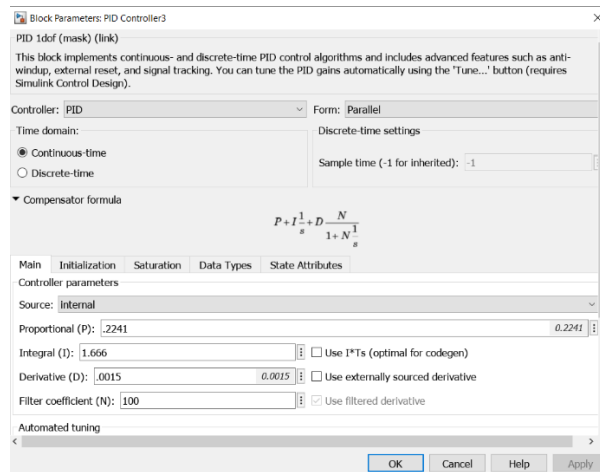 Block Parameters: PID Controller3
PID 1dof (mask) (link)
This block implements continuous- and discrete-time PID control algorithms and includes advanced features such as anti-
windup, external reset, and signal tracking. You can tune the PID gains automatically using the 'Tune...' button (requires
Simulink Control Design).
Controller: PID Form: Parallel
Time domain: Discrete-time settings
Continuous-time
Sample time (-1 for inherited): -1
Discrete-time
Compensator formula
P+I 1/s +D N/(1+N 1/s)
Main Initialization Saturation Data Types State Attributes
Controller parameters
Source: internal
Proportional (P): .2241 0.2241
Integral (I): 1.666 Use I*Ts (optimal for codegen)
Derivative (D): .0015 0.0015 Use externally sourced derivative
Filter coefficient (N): 100 Use filtered derivative
Automated tuning
OK Cancel Help Apply